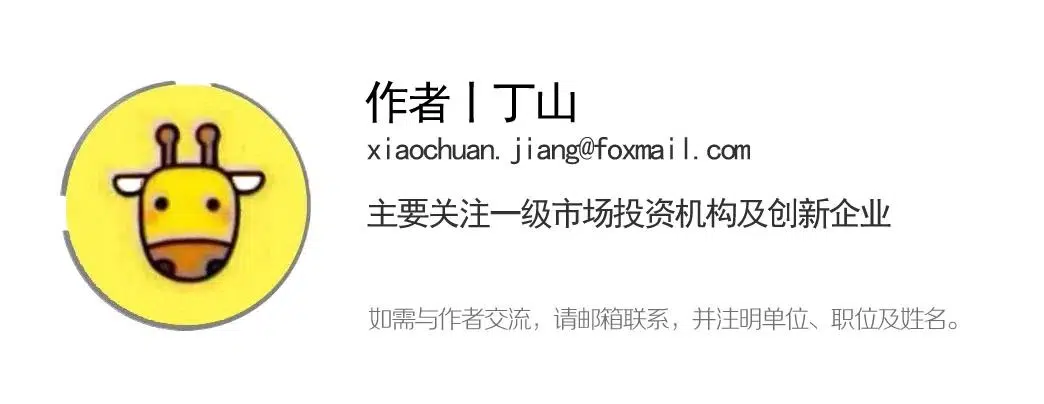 作者丨丁山
xiaochuan.jiang@foxmail.com
主要关注一级市场投资机构及创新企业
如需与作者交流，请邮箱联系，并注明单位、职位及姓名。